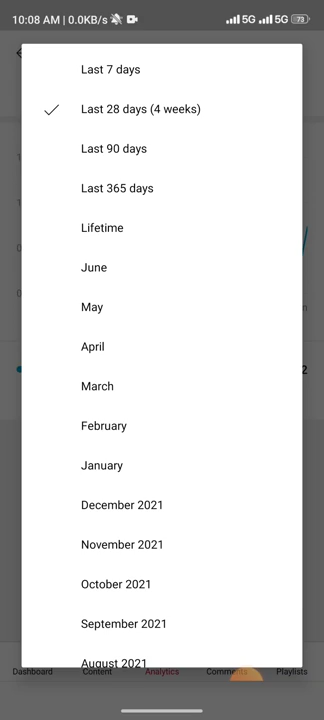 10:08 AM | 0.0KB/s
5G
5G
73
Last 7 days
Last 28 days (4 weeks)
Last 90 days
Last 365 days
Lifetime
June
May
April
March
February
January
December 2021
November 2021
October 2021
September 2021
August 2021
Dashboard
Content
Analytics
Comments
Playlists